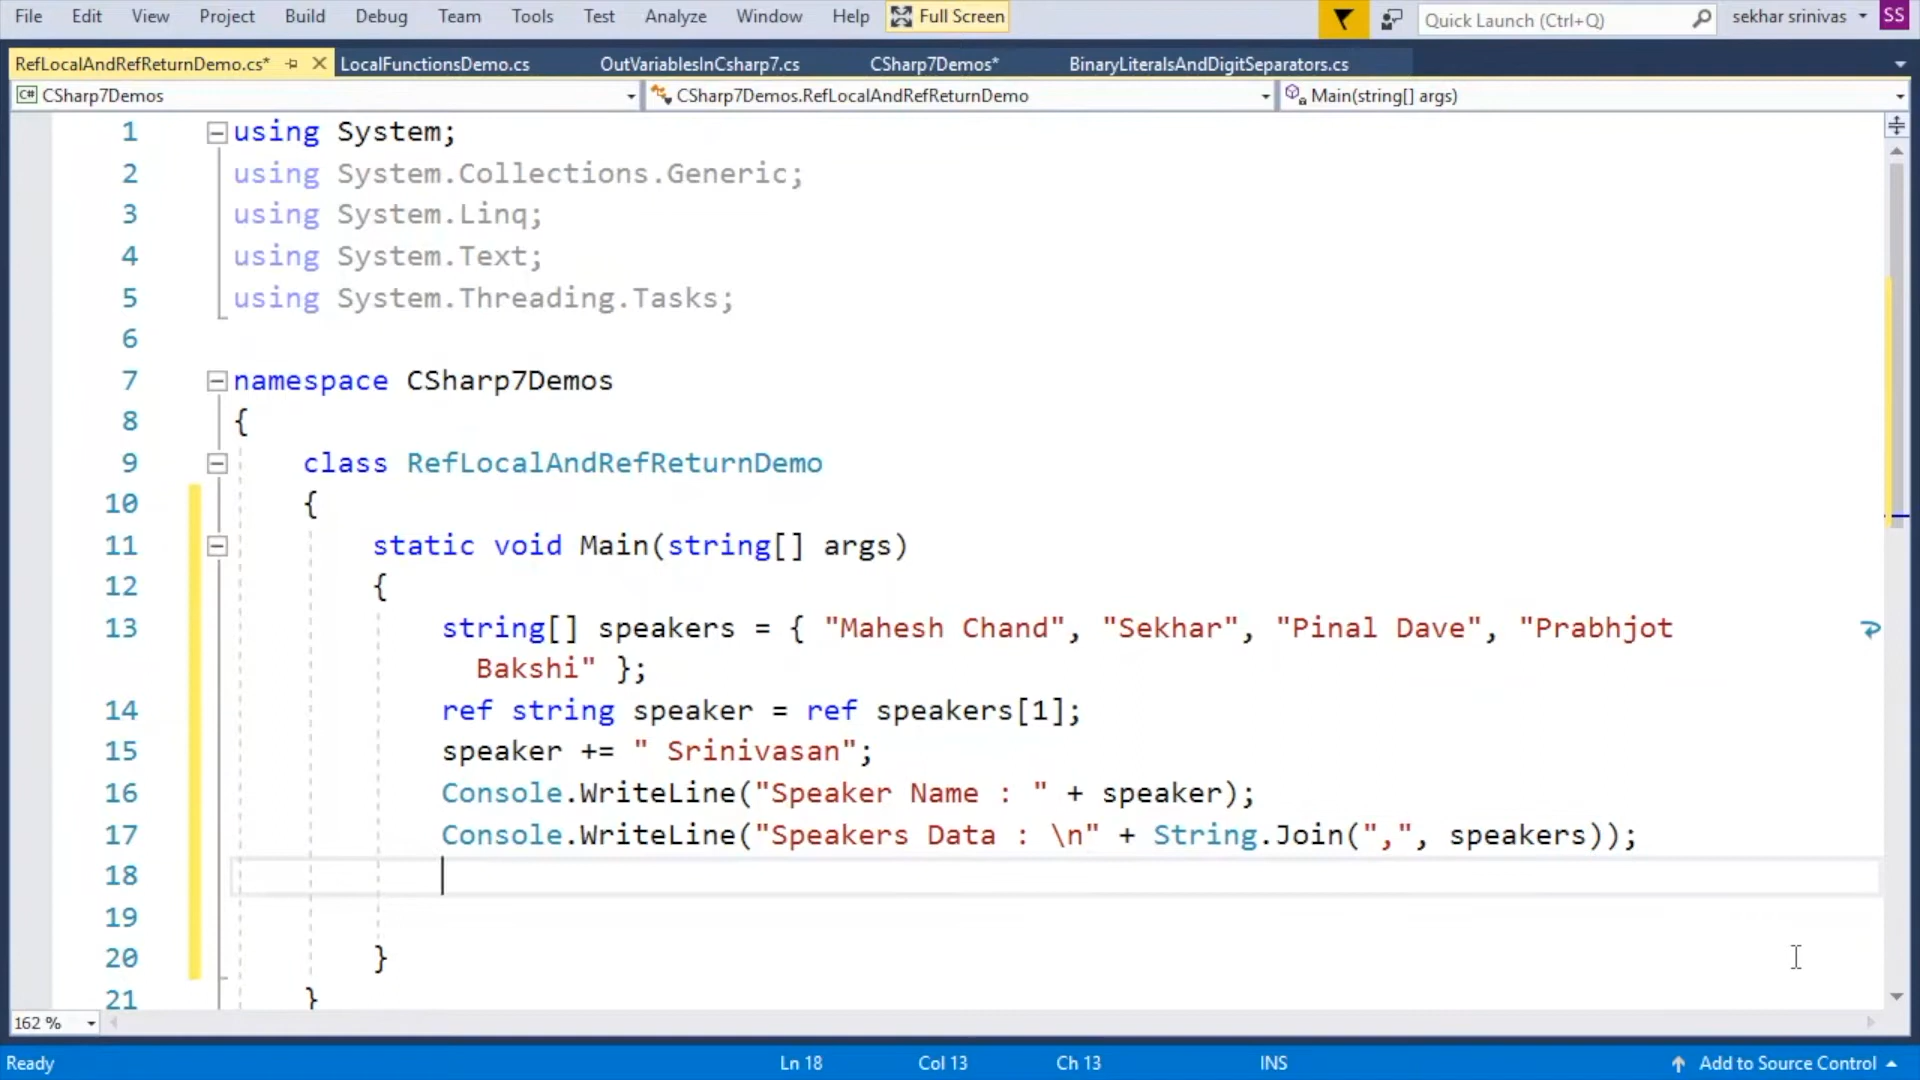 File Edit View Project Build Debug Team Tools Test Analyze Window Help Full Screen Quick Launch (Ctrl+Q) sekhar srinivas SS
RefLocalAndRefReturnDemo.cs* LocalFunctionsDemo.cs OutVariablesInCsharp7.cs CSharp7Demos* BinaryLiteralsAndDigitSeparators.cs
C# CSharp7Demos CSharp7Demos.RefLocalAndRefReturnDemo Main(string[] args)
1 using System;
2 using System.Collections.Generic;
3 using System.Linq;
4 using System.Text;
5 using System.Threading.Tasks;
6
7 namespace CSharp7Demos
8 {
9 class RefLocalAndRefReturnDemo
10 {
11 static void Main(string[] args)
12 {
13 string[] speakers = { "Mahesh Chand", "Sekhar", "Pinal Dave", "Prabhjot
Bakshi" };
14 ref string speaker = ref speakers[1];
15 speaker += " Srinivasan";
16 Console.WriteLine("Speaker Name : " + speaker);
17 Console.WriteLine("Speakers Data : \n" + String.Join(",", speakers));
18
19
20 }
21 }
162 %
Ready Ln 18 Col 13 Ch 13 INS Add to Source Control